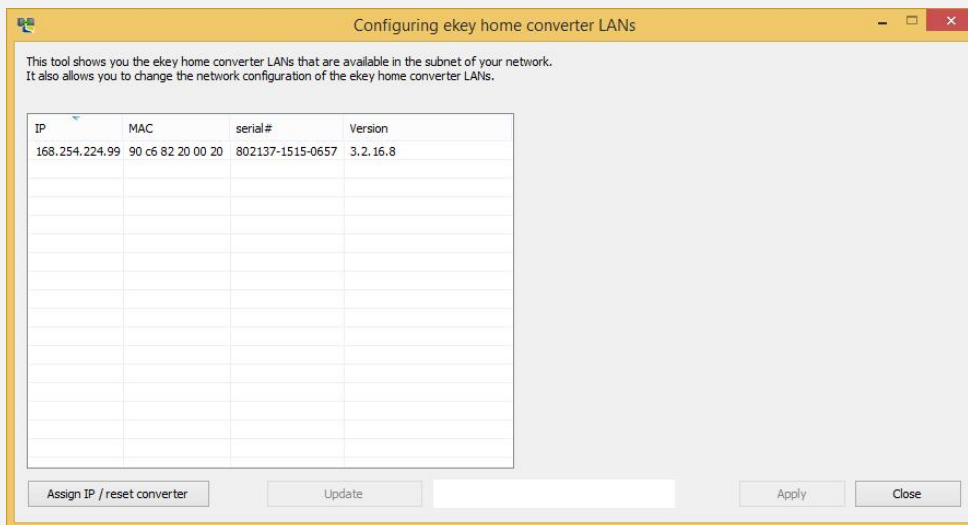 Configuring ekey home converter LANs
This tool shows you the ekey home converter LANs that are available in the subnet of your network.
It also allows you to change the network configuration of the ekey home converter LANs.
IP MAC serial# Version
168.254.224.99 90 c6 82 20 00 20 802137-1515-0657 3.2.16.8
Assign IP / reset converter Update Apply Close